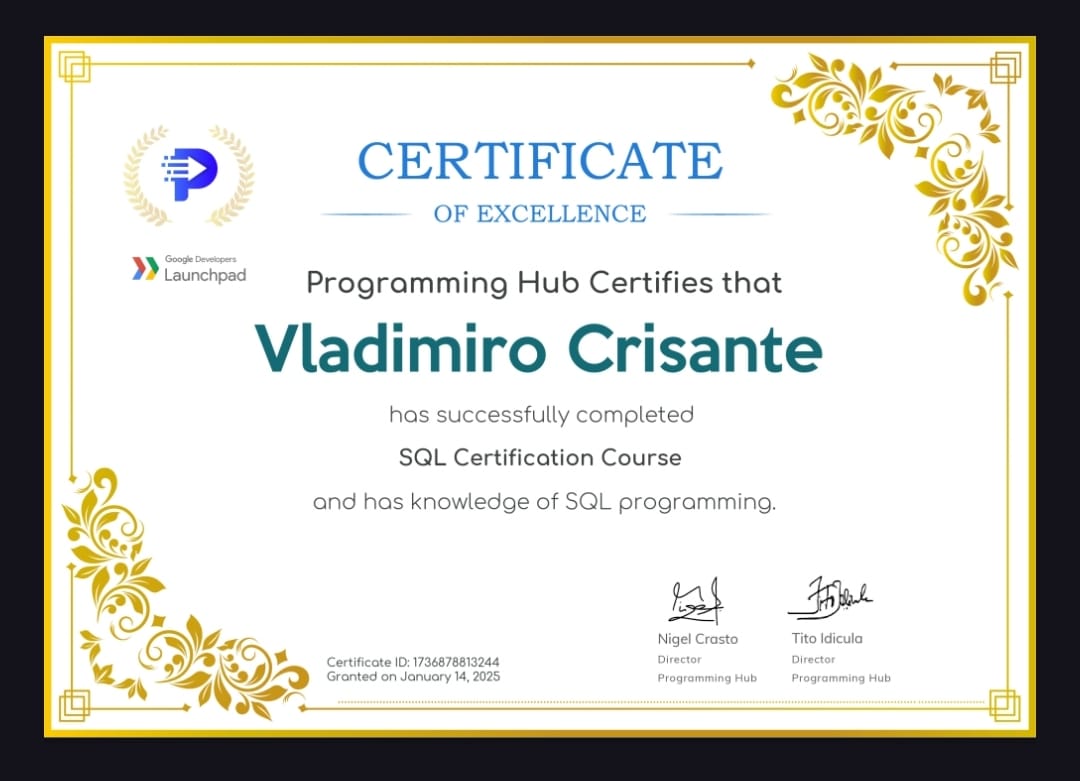 CERTIFICATE
OF EXCELLENCE
Google Developers
Launchpad
Programming Hub Certifies that
Vladimiro Crisante
has successfully completed
SQL Certification Course
and has knowledge of SQL programming.
Nigel Crasto
Director
Programming Hub
Tito Idicula
Director
Programming Hub
Certificate ID: 1736878813244
Granted on January 14, 2025